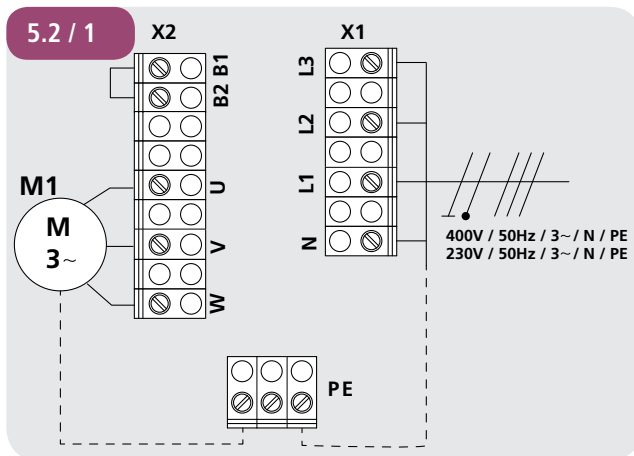 5.2 / 1
X2
X1
B1
B2
U
V
W
L3
L2
L1
N
M1
M
3~
400V / 50Hz / 3~/ N / PE
230V / 50Hz / 3~/ N / PE
PE